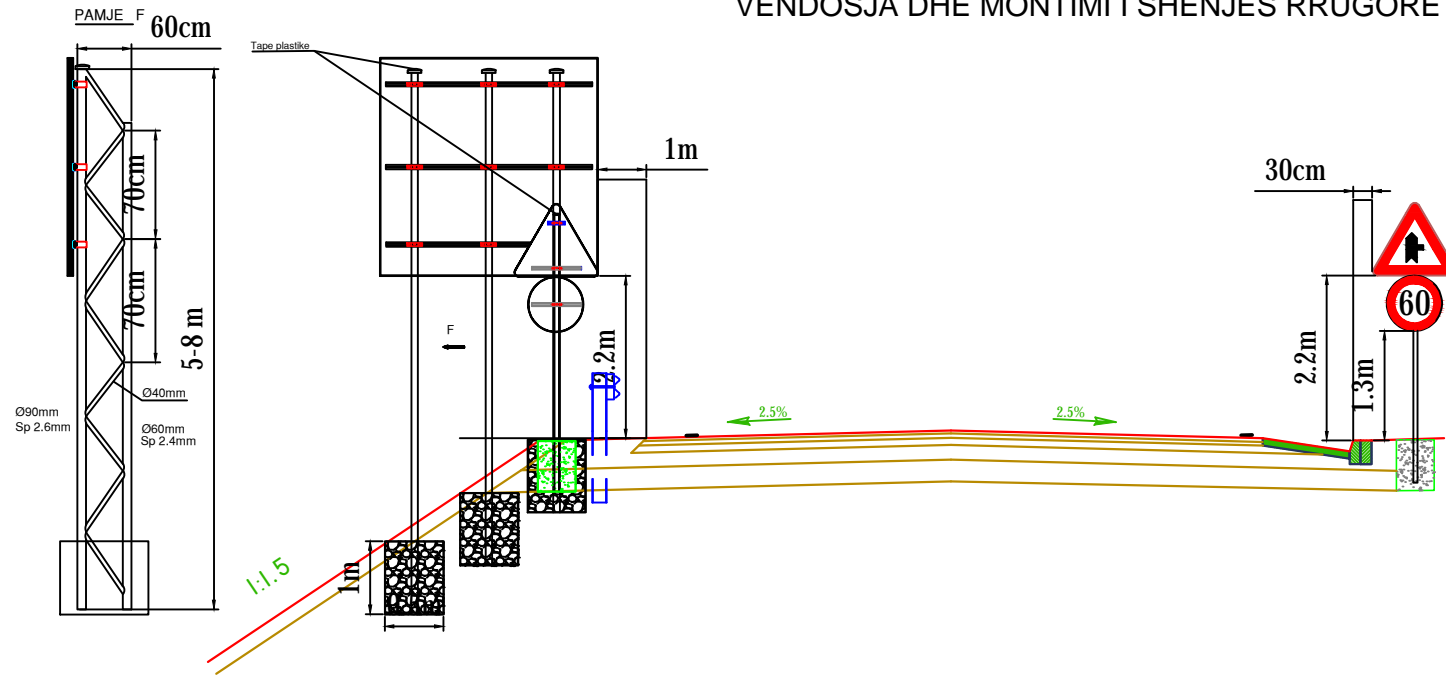 VENDOSJA DHE MONTIMI I SHENJES RRUGORE
PAMJE F
60cm
Tape plastike
1m
30cm
70cm
70cm
5-8 m
Ø40mm
Ø90mm
Sp 2.6mm
Ø60mm
Sp 2.4mm
F
2.2m
2.5%
2.5%
60
2.2m
1.3m
1:1.5
1m